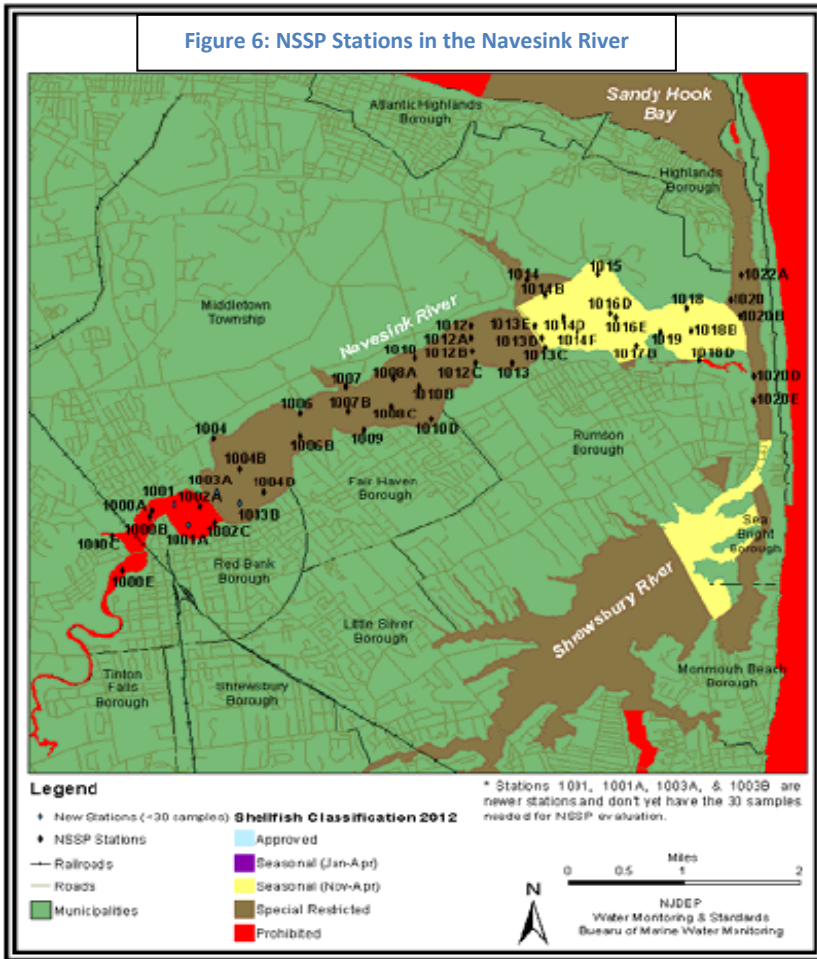 Figure 6: NSSP Stations in the Navesink River
Sandy Hook
Bay
Atlantic Highlands
Borough
Highlands
Borough
Middletown
Township
Navesink River
1014
1014B
1015
1022A
1016D
1018
1020
1020B
1012
1013E
1014D
1016E
1018B
1012A
1013D
1014F
1019
1010
1012B
1013C
1017B
1018D
1008A
1012C
1013
1020D
1007
1010B
1020E
1007B
1008C
1006
1010D
1009
1006B
1004
Rumson
Borough
1004B
Fair Haven
Borough
1003A
1004D
1001
1002A
1000A
1013B
1000B
1002C
1001A
1000C
Sea
Bright
Borough
Red Bank
Borough
1000E
Shrewsbury River
Little Silver
Borough
Monmouth Beach
Borough
Tinton
Falls
Borough
Shrewsbury
Borough
Legend
New Stations (<30 samples)
NSSP Stations
Railroads
Roads
Municipalities
Shellfish Classification 2012
Approved
Seasonal (Jan-Apr)
Seasonal (Nov-Apr)
Special Restricted
Prohibited
* Stations 1001, 1001A, 1003A, & 1003B are
newer stations and don't yet have the 30 samples
needed for NSSP evaluation.
Miles
0 0.5 1 2
N
NJDEP
Water Monitoring & Standards
Bureau of Marine Water Monitoring